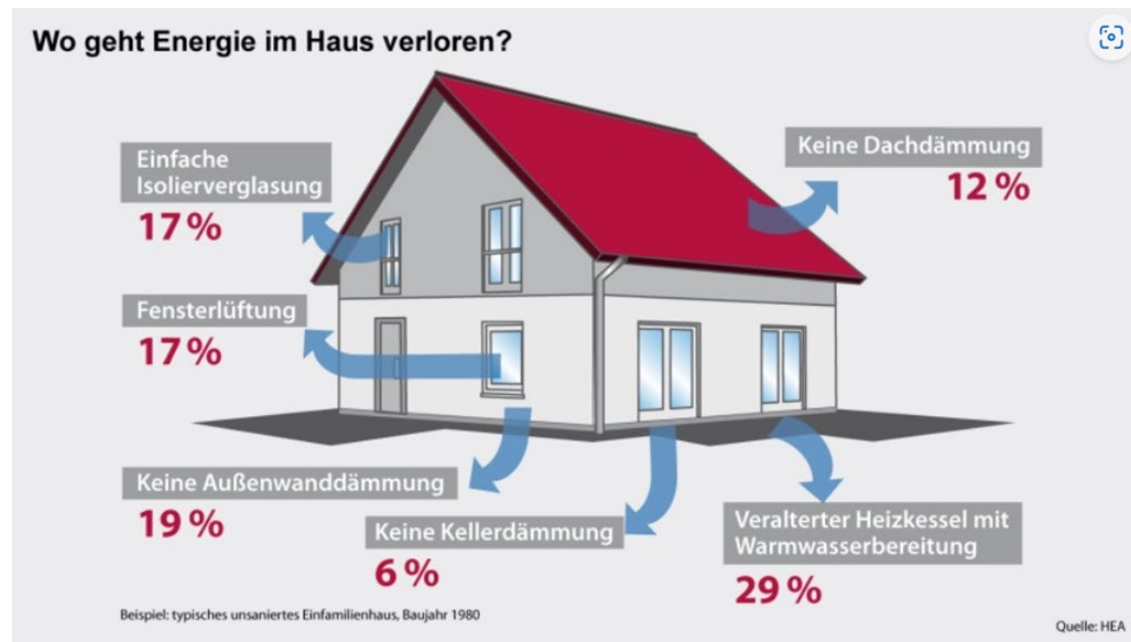 Wo geht Energie im Haus verloren?
Einfache
Isolierverglasung
17 %
Keine Dachdämmung
12 %
Fensterlüftung
17 %
Keine Außenwanddämmung
19 %
Keine Kellerdämmung
6 %
Veralterter Heizkessel mit
Warmwasserbereitung
29 %
Beispiel: typisches unsaniertes Einfamilienhaus, Baujahr 1980
Quelle: HEA